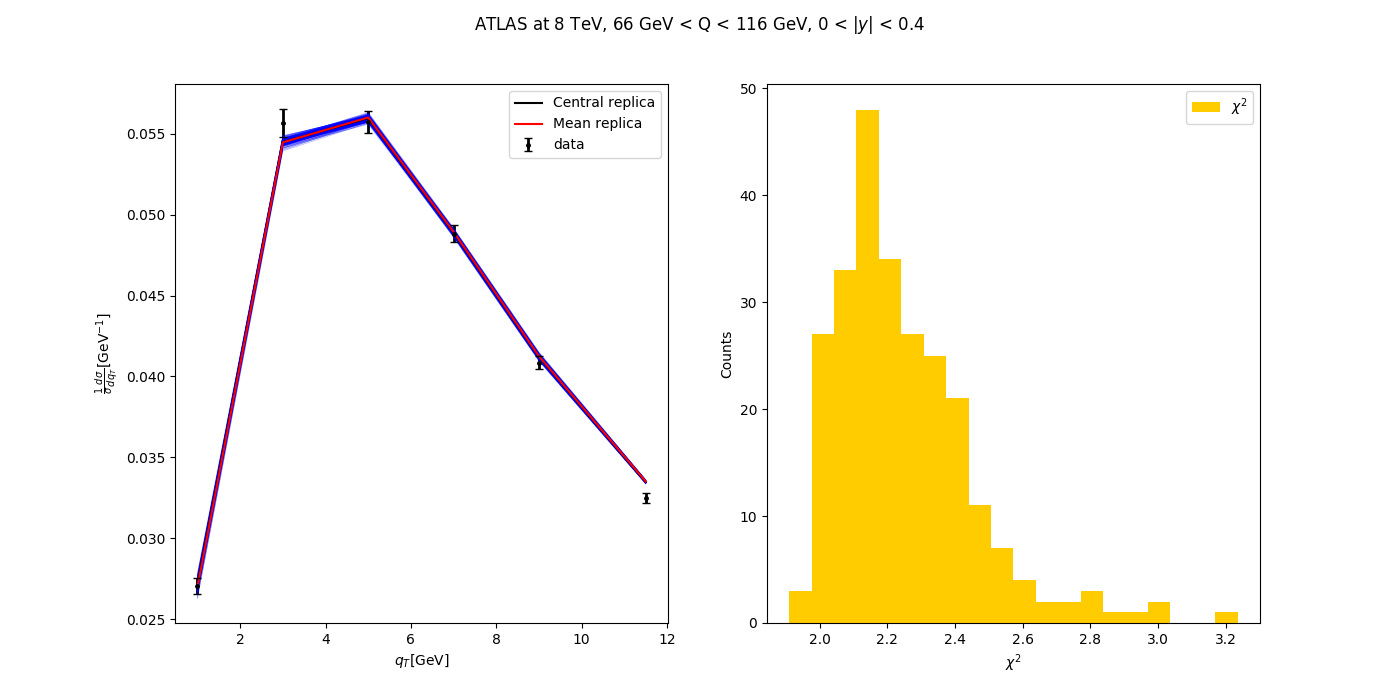 ATLAS at 8 TeV, 66 GeV < Q < 116 GeV, 0 < |y| < 0.4
Central replica
Mean replica
data
0.055
0.050
0.045
0.040
0.035
0.030
0.025
2
4
6
8
10
12
q_T[GeV]
\frac{1}{σ}\frac{dσ}{dq_T}[GeV⁻¹]
χ²
50
40
30
20
10
0
2.0
2.2
2.4
2.6
2.8
3.0
3.2
χ²
Counts